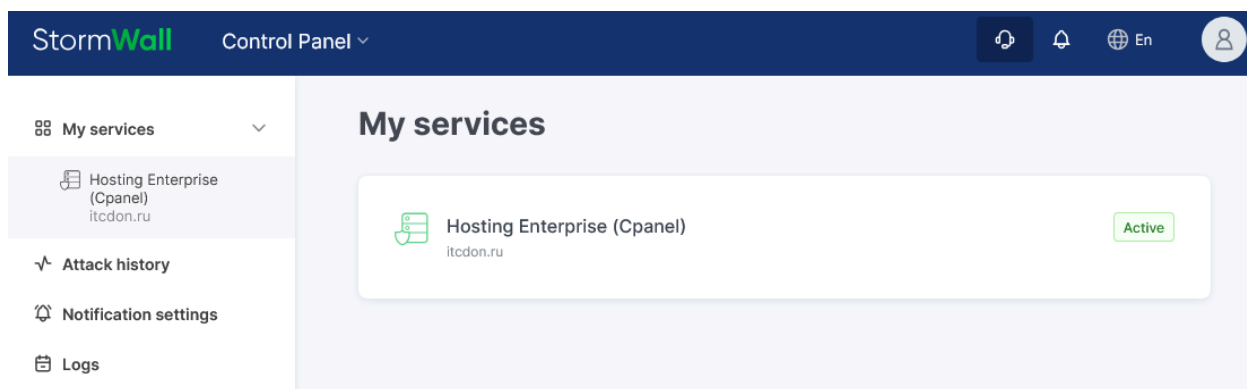 StormWall
Control Panel
En
My services
Hosting Enterprise
(Cpanel)
itcdon.ru
Attack history
Notification settings
Logs
My services
Hosting Enterprise (Cpanel)
itcdon.ru
Active